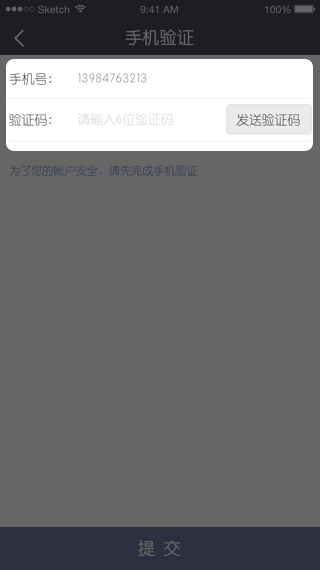 Sketch 9:41 AM 100%
手机验证
手机号： 13984763213
验证码： 请输入6位验证码 发送验证码
为了您的账户安全，请先完成手机验证
提 交